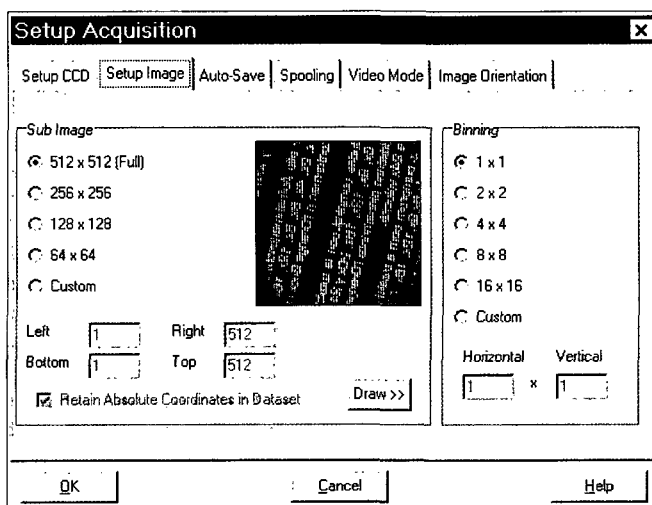 Setup Acquisition
Setup CCD Setup Image Auto-Save Spooling Video Mode Image Orientation
Sub Image
512 x 512 (Full)
256 x 256
128 x 128
64 x 64
Custom
Left 1 Right 512
Bottom 1 Top 512
Retain Absolute Coordinates in Dataset
Draw >>
Binning
1 x 1
2 x 2
4 x 4
8 x 8
16 x 16
Custom
Horizontal Vertical
1 x 1
OK Cancel Help